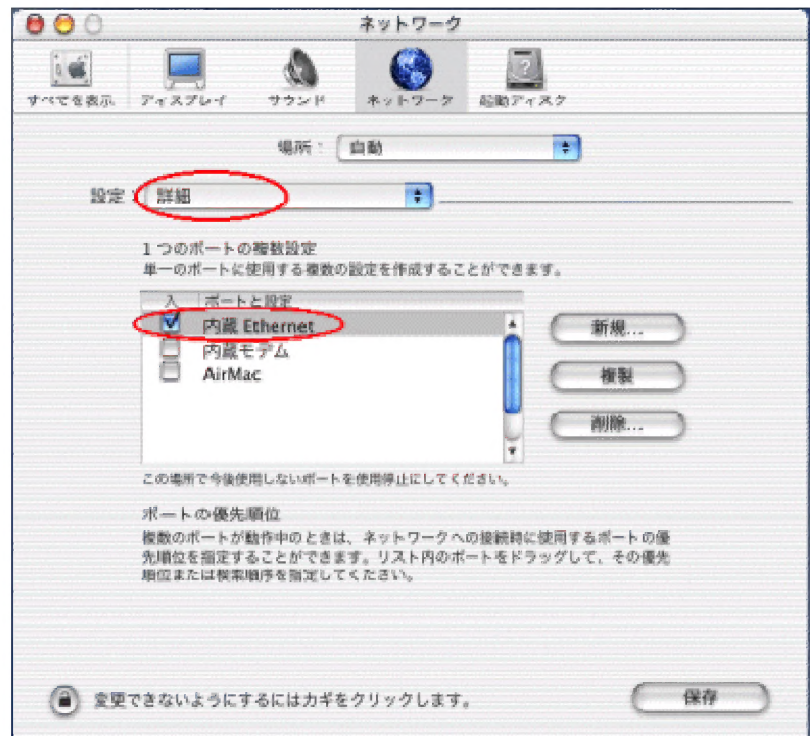 ネットワーク
すべてを表示 ディスプレイ サウンド ネットワーク 起動ディスク
場所： 自動
設定： 詳細
1 つのポートの複数設定
単一のポートに使用する複数の設定を作成することができます。
入 ポートと設定
内蔵 Ethernet
内蔵モデム
AirMac
新規...
複製
削除...
この場所で今後使用しないポートを使用停止にしてください。
ポートの優先順位
複数のポートが動作中のときは、ネットワークへの接続時に使用するポートの優
先順位を指定することができます。リスト内のポートをドラッグして、その優先
順位または検索順序を指定してください。
変更できないようにするにはカギをクリックします。
保存